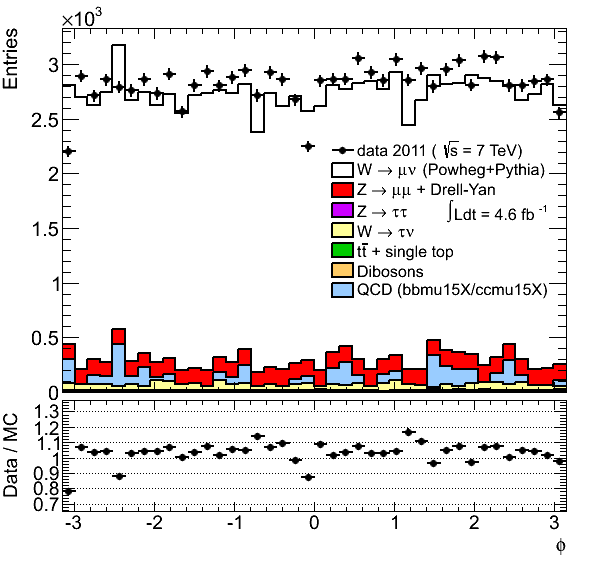 ×10³
Entries
3
2.5
2
1.5
1
0.5
0
data 2011 ( √s = 7 TeV)
W → μν (Powheg+Pythia)
Z → μμ + Drell-Yan
Z → ττ
∫Ldt = 4.6 fb⁻¹
W → τν
tt̄ + single top
Dibosons
QCD (bbmu15X/ccmu15X)
Data / MC
1.3
1.2
1.1
1
0.9
0.8
0.7
-3 -2 -1 0 1 2 3
ϕ